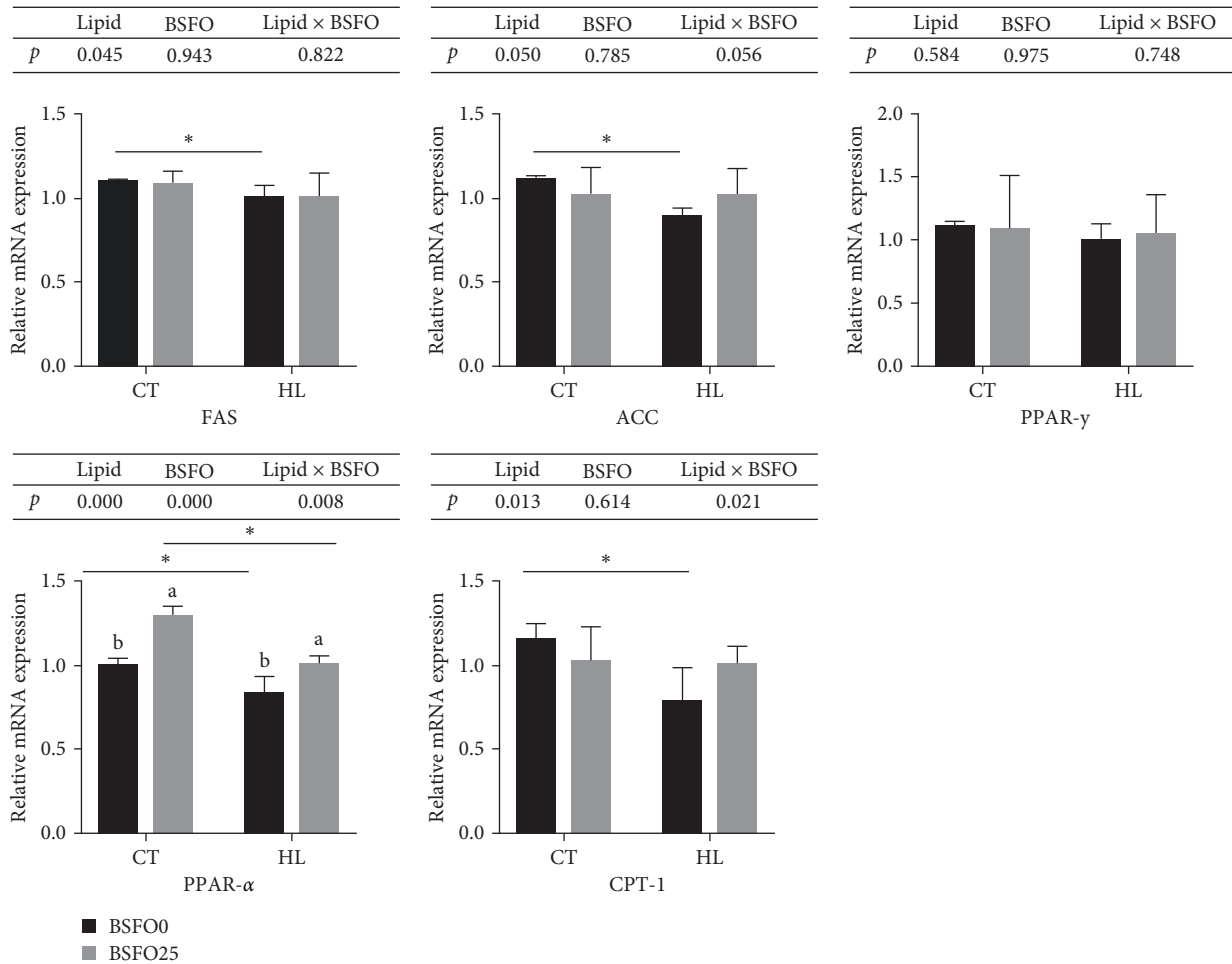 Lipid BSFO Lipid × BSFO
p 0.045 0.943 0.822
Relative mRNA expression
1.5
1.0
0.5
0.0
*
CT HL
FAS
Lipid BSFO Lipid × BSFO
p 0.050 0.785 0.056
Relative mRNA expression
1.5
1.0
0.5
0.0
*
CT HL
ACC
Lipid BSFO Lipid × BSFO
p 0.584 0.975 0.748
Relative mRNA expression
2.0
1.5
1.0
0.5
0.0
CT HL
PPAR-y
Lipid BSFO Lipid × BSFO
p 0.000 0.000 0.008
*
*
Relative mRNA expression
1.5
1.0
0.5
0.0
b a b a
CT HL
PPAR-α
Lipid BSFO Lipid × BSFO
p 0.013 0.614 0.021
Relative mRNA expression
1.5
1.0
0.5
0.0
*
CT HL
CPT-1
BSFO0
BSFO25